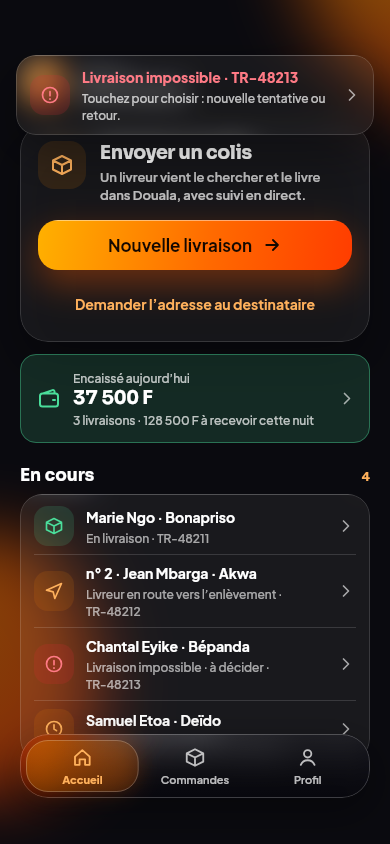 Livraison impossible · TR-48213
Touchez pour choisir : nouvelle tentative ou
retour.
Envoyer un colis
Un livreur vient le chercher et le livre
dans Douala, avec suivi en direct.
Nouvelle livraison →
Demander l’adresse au destinataire
Encaissé aujourd’hui
37 500 F
3 livraisons · 128 500 F à recevoir cette nuit
En cours
4
Marie Ngo · Bonapriso
En livraison · TR-48211
n° 2 · Jean Mbarga · Akwa
Livreur en route vers l’enlèvement ·
TR-48212
Chantal Eyike · Bépanda
Livraison impossible · à décider ·
TR-48213
Samuel Etoa · Deïdo
Accueil
Commandes
Profil